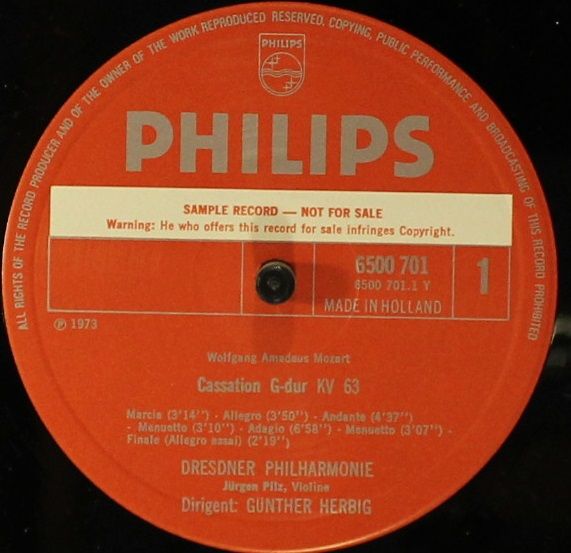 ALL RIGHTS OF THE RECORD PRODUCER AND OF THE OWNER OF THE WORK REPRODUCED RESERVED. COPYING, PUBLIC PERFORMANCE AND BROADCASTING OF THIS RECORD PROHIBITED
PHILIPS
PHILIPS
SAMPLE RECORD — NOT FOR SALE
Warning: He who offers this record for sale infringes Copyright.
6500 701
6500 701.1 Y
MADE IN HOLLAND
1
℗ 1973
Wolfgang Amadeus Mozart
Cassation G-dur KV 63
Marcia (3'14'') - Allegro (3'50'') - Andante (4'37'')
- Menuetto (3'10'') - Adagio (6'58'') - Menuetto (3'07'') -
Finale (Allegro assai) (2'19'')
DRESDNER PHILHARMONIE
Jürgen Pilz, Violine
Dirigent: GÜNTHER HERBIG